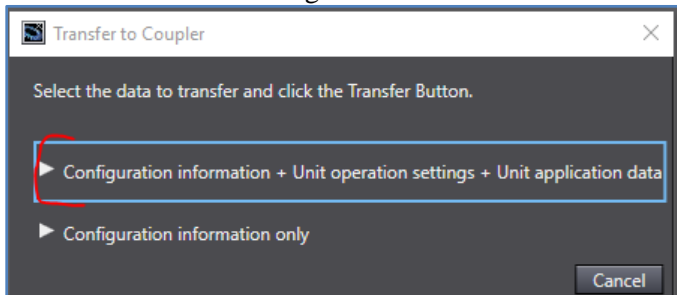 Transfer to Coupler
Select the data to transfer and click the Transfer Button.
Configuration information + Unit operation settings + Unit application data
Configuration information only
Cancel